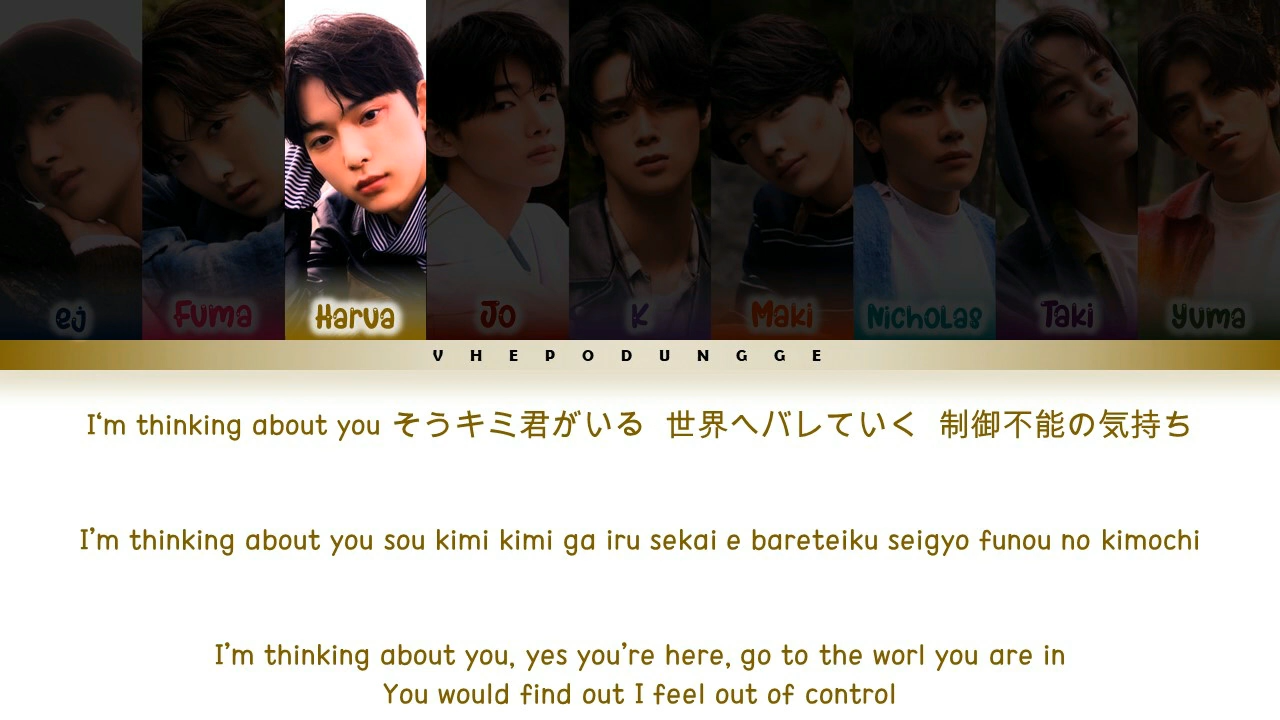 ej
Fuma
Harua
Jo
K
Maki
Nicholas
Taki
Yuma
VHEPODUNGGE
I‘m thinking about you そうキミ君がいる 世界へバレていく 制御不能の気持ち
I’m thinking about you sou kimi kimi ga iru sekai e bareteiku seigyo funou no kimochi
I’m thinking about you, yes you’re here, go to the worl you are in
You would find out I feel out of control